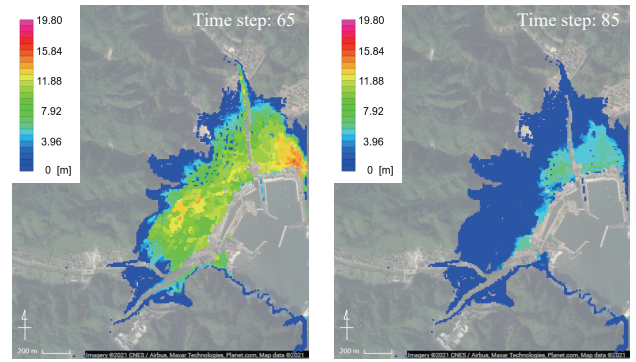 19.80
Time step: 65
15.84
11.88
7.92
3.96
0 [m]
200 m
Imagery ©2021 CNES / Airbus, Maxar Technologies, Planet.com, Map data ©2021
19.80
Time step: 85
15.84
11.88
7.92
3.96
0 [m]
200 m
Imagery ©2021 CNES / Airbus, Maxar Technologies, Planet.com, Map data ©2021